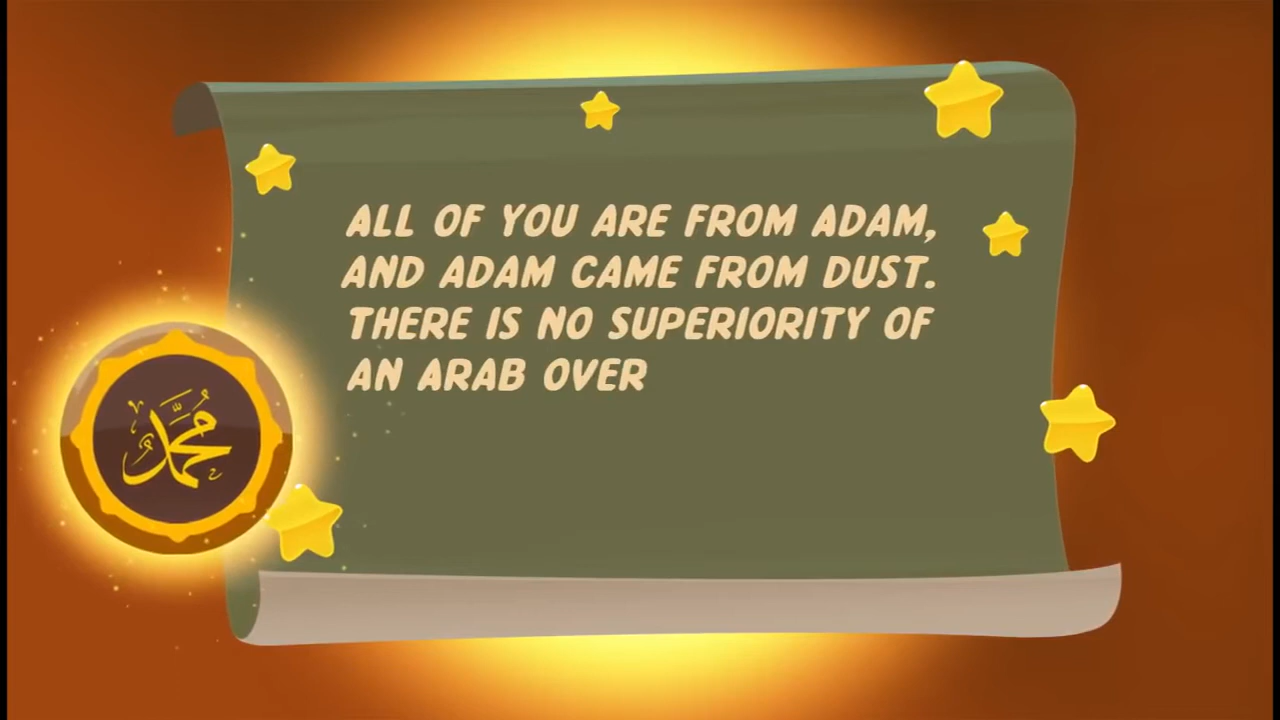 ALL OF YOU ARE FROM ADAM,
AND ADAM CAME FROM DUST.
THERE IS NO SUPERIORITY OF
AN ARAB OVER
محمد